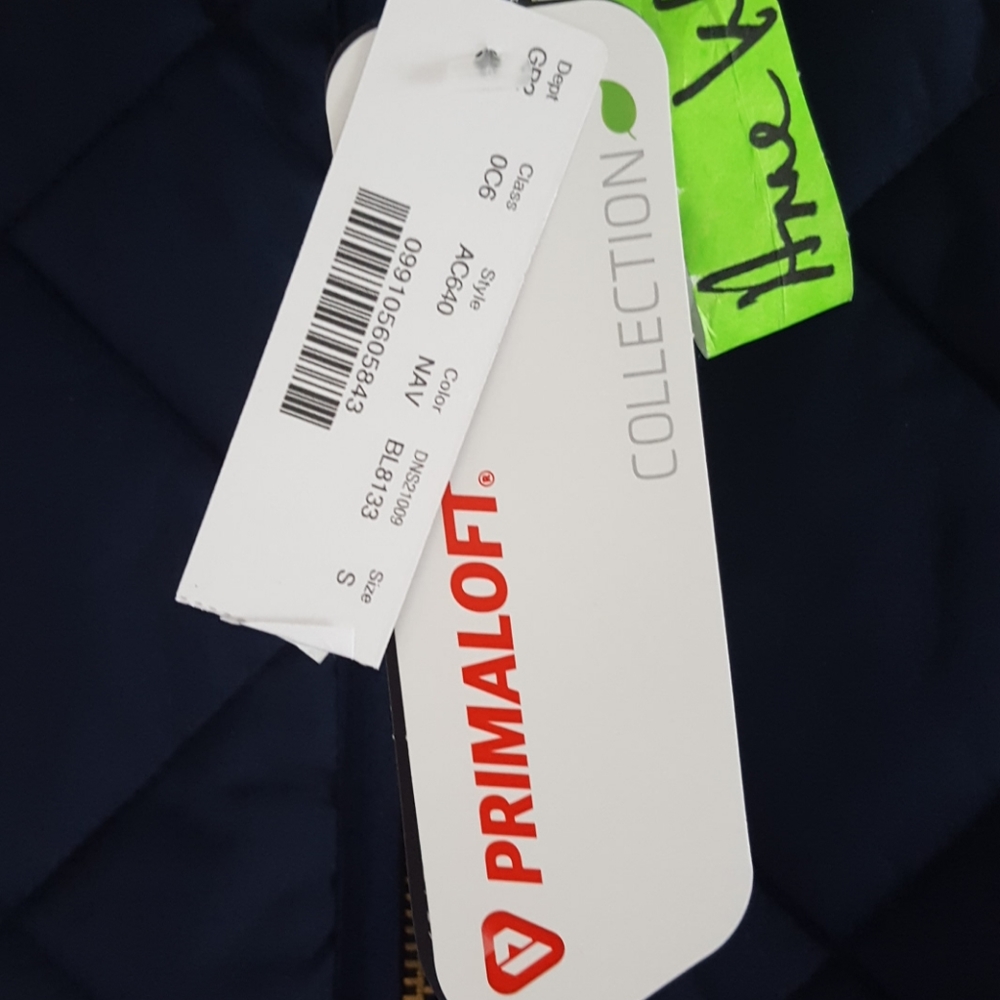 Dept
Class
0C6
Style
AC640
Color
NAV
DNS21009
BL8133
Size
S
099105605843
COLLECTION
PRIMALOFT®